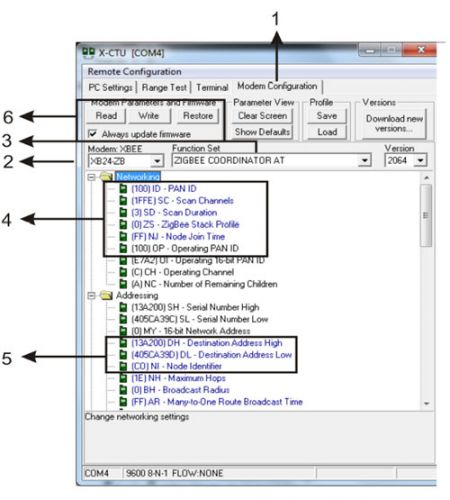 1
X-CTU [COM4]
Remote Configuration
PC Settings Range Test Terminal Modem Configuration
Modem Parameters and Firmware Parameter View Profile Versions
6
Read Write Restore Clear Screen Save Download new versions...
Always update firmware Show Defaults Load
3
Modem: XBEE Function Set Version
2
XB24-ZB ZIGBEE COORDINATOR AT 2064
Networking
(100) ID - PAN ID
(1FFE) SC - Scan Channels
(3) SD - Scan Duration
4
(0) ZS - ZigBee Stack Profile
(FF) NJ - Node Join Time
(100) OP - Operating PAN ID
(E7A2) OI - Operating 16-bit PAN ID
(C) CH - Operating Channel
(A) NC - Number of Remaining Children
Addressing
(13A200) SH - Serial Number High
(405CA39C) SL - Serial Number Low
(0) MY - 16-bit Network Address
(13A200) DH - Destination Address High
5
(405CA39D) DL - Destination Address Low
(CO) NI - Node Identifier
(1E) NH - Maximum Hops
(0) BH - Broadcast Radius
(FF) AR - Many-to-One Route Broadcast Time
Change networking settings
COM4 9600 8-N-1 FLOW:NONE